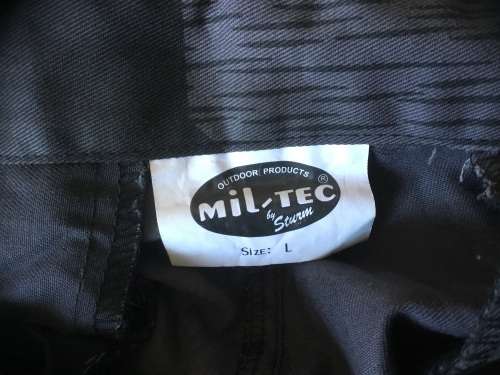 OUTDOOR PRODUCTS ®
MiL-TEC
by Sturm
SIZE: L